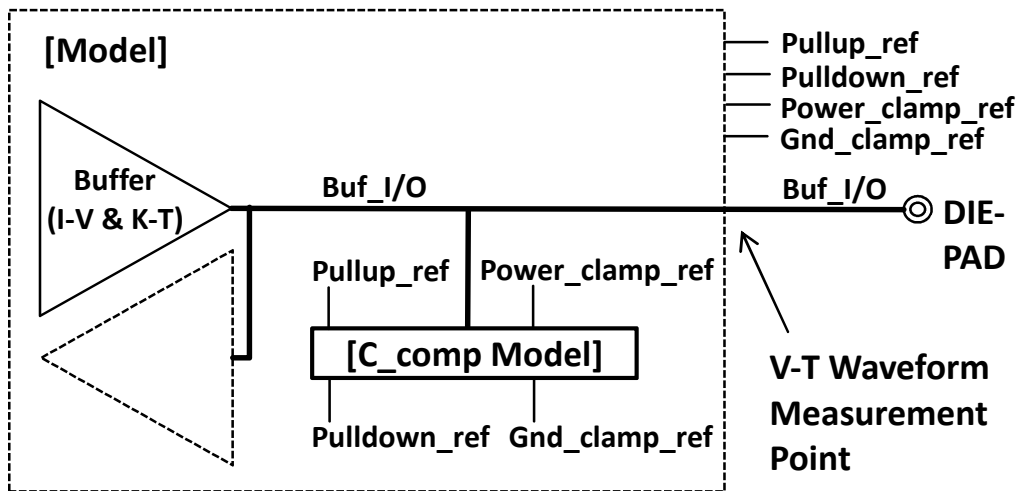 [Model]
Pullup_ref
Pulldown_ref
Power_clamp_ref
Gnd_clamp_ref
Buffer
(I-V & K-T)
Buf_I/O
Buf_I/O
DIE-
PAD
Pullup_ref
Power_clamp_ref
[C_comp Model]
Pulldown_ref
Gnd_clamp_ref
V-T Waveform
Measurement
Point